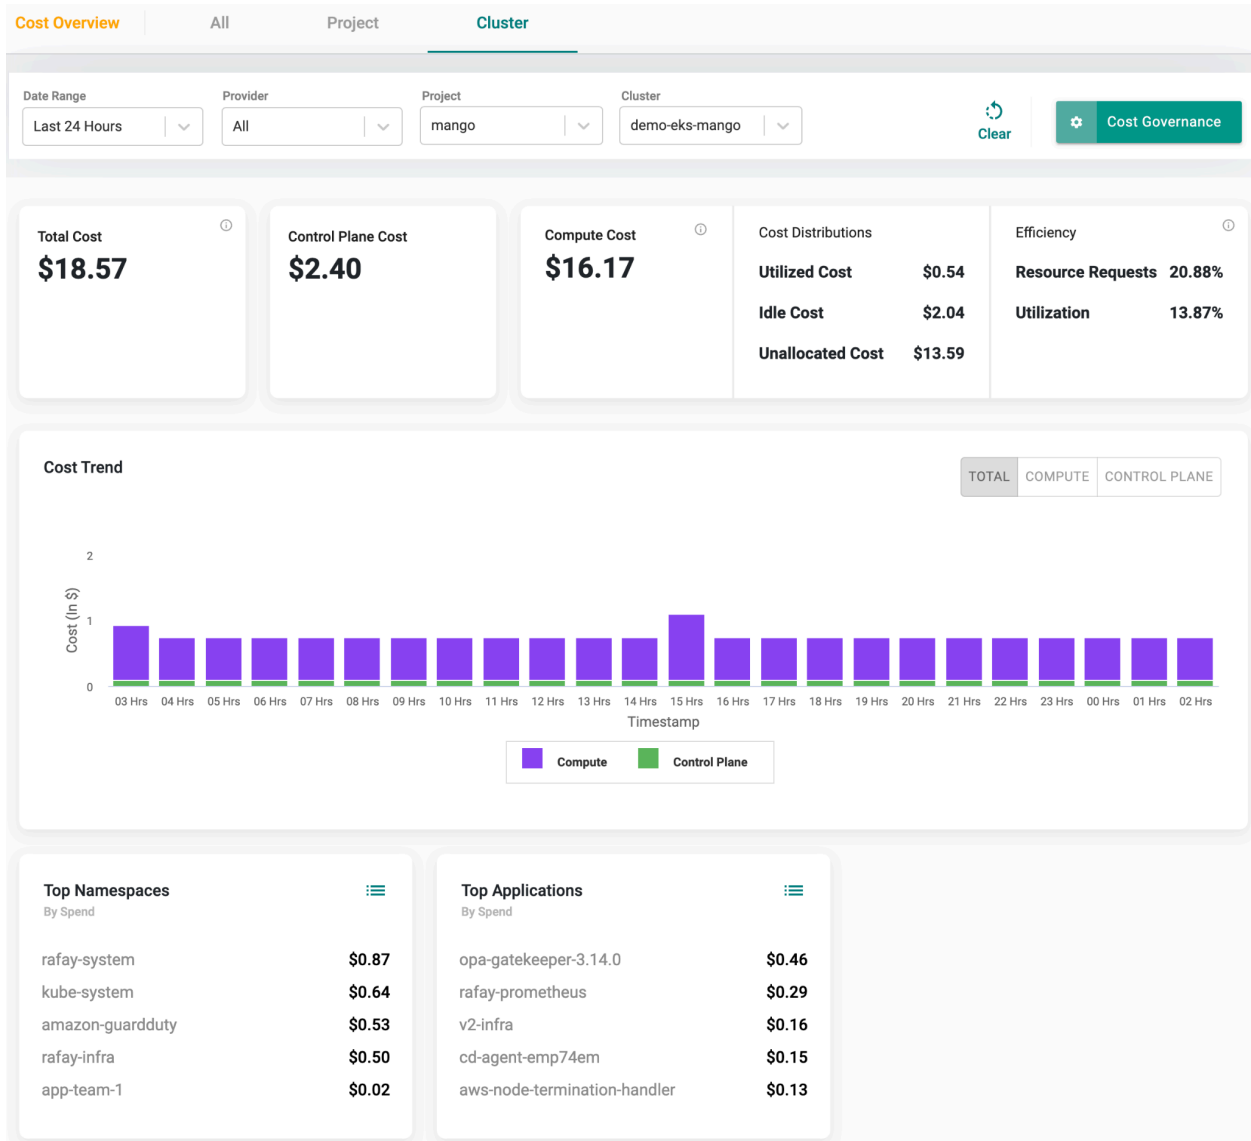 Cost Overview All Project Cluster
Date Range Provider Project Cluster
Last 24 Hours All mango demo-eks-mango
Clear
Cost Governance
Total Cost
$18.57
Control Plane Cost
$2.40
Compute Cost
$16.17
Cost Distributions
Utilized Cost $0.54
Idle Cost $2.04
Unallocated Cost $13.59
Efficiency
Resource Requests 20.88%
Utilization 13.87%
Cost Trend
TOTAL COMPUTE CONTROL PLANE
Cost (In $)
2
1
0
03 Hrs 04 Hrs 05 Hrs 06 Hrs 07 Hrs 08 Hrs 09 Hrs 10 Hrs 11 Hrs 12 Hrs 13 Hrs 14 Hrs 15 Hrs 16 Hrs 17 Hrs 18 Hrs 19 Hrs 20 Hrs 21 Hrs 22 Hrs 23 Hrs 00 Hrs 01 Hrs 02 Hrs
Timestamp
Compute Control Plane
Top Namespaces
By Spend
rafay-system $0.87
kube-system $0.64
amazon-guardduty $0.53
rafay-infra $0.50
app-team-1 $0.02
Top Applications
By Spend
opa-gatekeeper-3.14.0 $0.46
rafay-prometheus $0.29
v2-infra $0.16
cd-agent-emp74em $0.15
aws-node-termination-handler $0.13